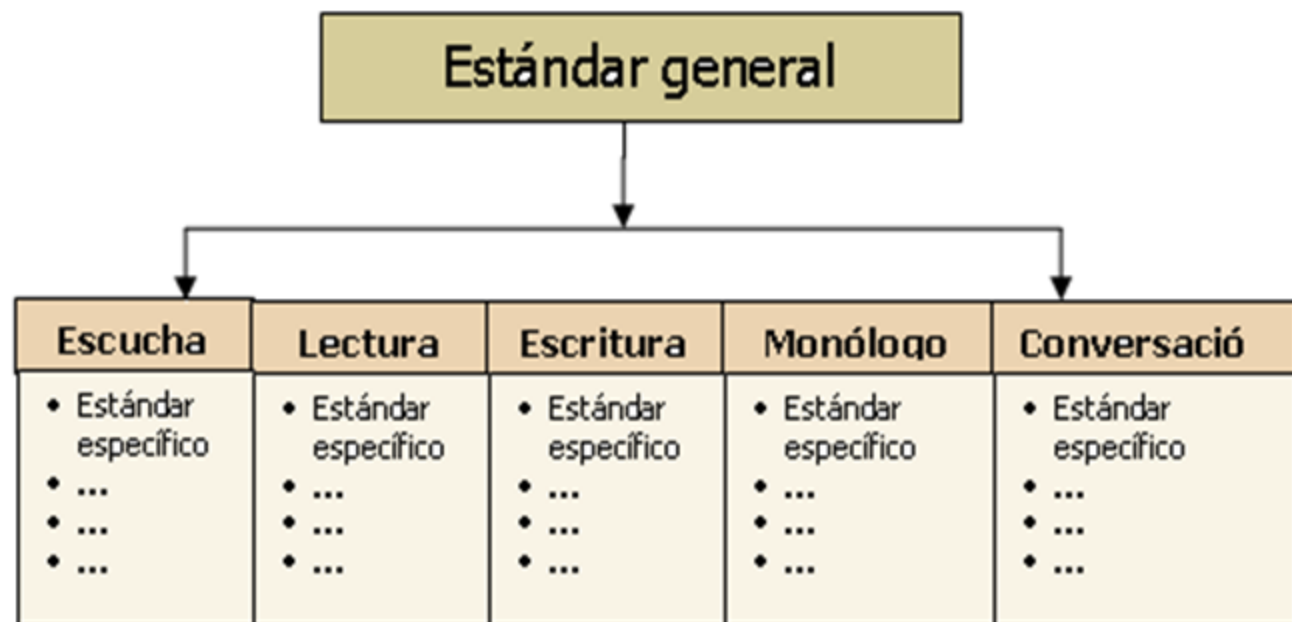 Estándar general
Escucha
Lectura
Escritura
Monólogo
Conversació
• Estándar
específico
• ...
• ...
• ...
• Estándar
específico
• ...
• ...
• ...
• Estándar
específico
• ...
• ...
• ...
• Estándar
específico
• ...
• ...
• ...
• Estándar
específico
• ...
• ...
• ...